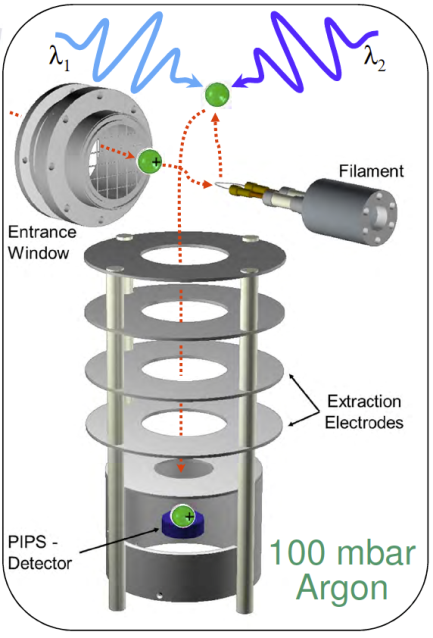 λ₁
λ₂
+
Filament
Entrance
Window
Extraction
Electrodes
+
PIPS -
Detector
100 mbar
Argon